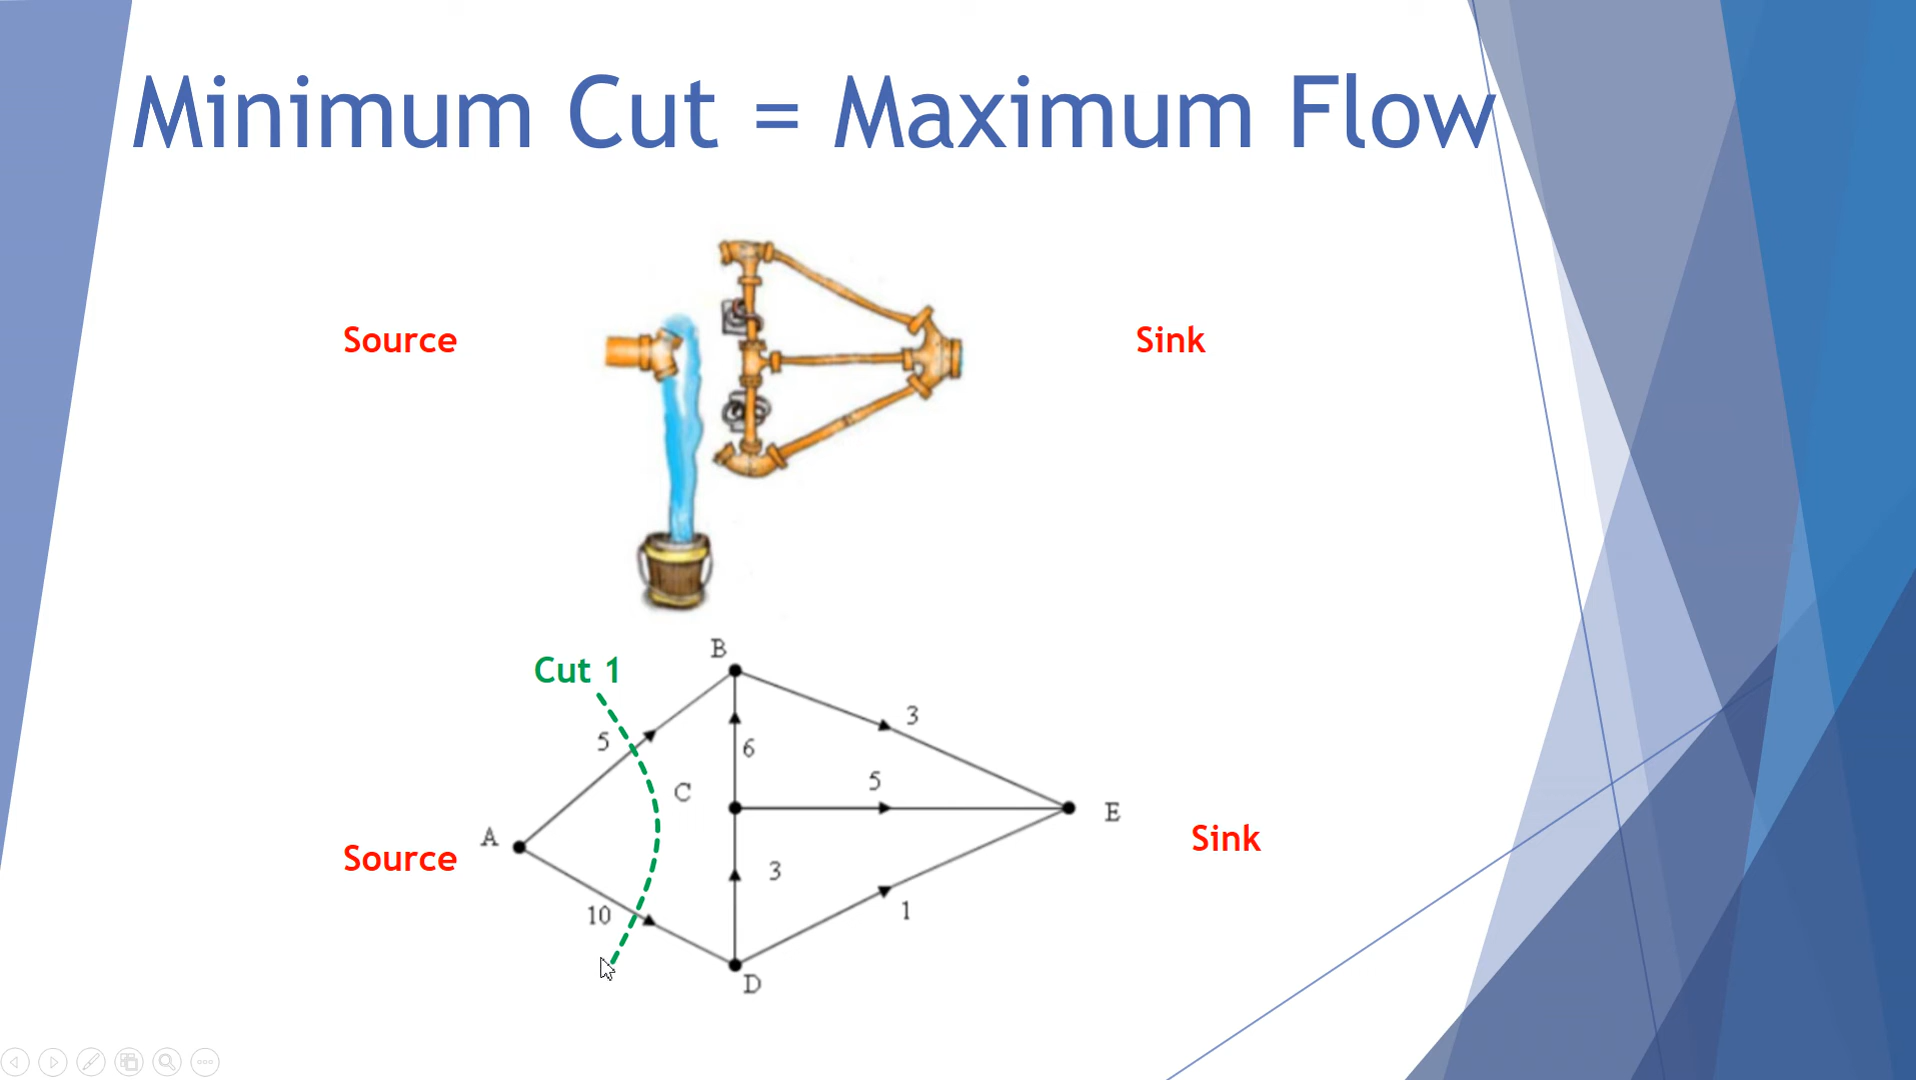 Minimum Cut = Maximum Flow
Source
Sink
B
Cut 1
3
5
6
5
C
E
A
Sink
Source
3
10
1
D